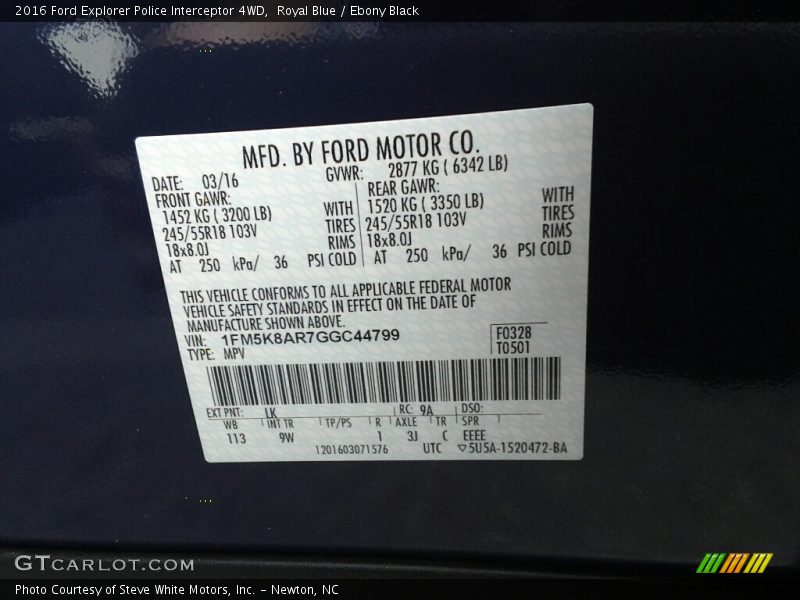 2016 Ford Explorer Police Interceptor 4WD,  Royal Blue / Ebony Black
MFD. BY FORD MOTOR CO.
DATE: 03/16 GVWR: 2877 KG ( 6342 LB)
FRONT GAWR: REAR GAWR:
1452 KG ( 3200 LB) WITH 1520 KG ( 3350 LB) WITH
245/55R18 103V TIRES 245/55R18 103V TIRES
18x8.0J RIMS 18x8.0J RIMS
AT 250 kPa/ 36 PSI COLD AT 250 kPa/ 36 PSI COLD
THIS VEHICLE CONFORMS TO ALL APPLICABLE FEDERAL MOTOR
VEHICLE SAFETY STANDARDS IN EFFECT ON THE DATE OF
MANUFACTURE SHOWN ABOVE.
VIN: 1FM5K8AR7GGC44799 F0328
TYPE: MPV T0501
EXT PNT: LK RC: 9A DSO:
WB INT TR TP/PS R AXLE TR SPR
113 9W 1 3J C EEEE
1201603071576 UTC ▽5U5A-1520472-BA
GTCARLOT.COM
Photo Courtesy of Steve White Motors, Inc. – Newton, NC